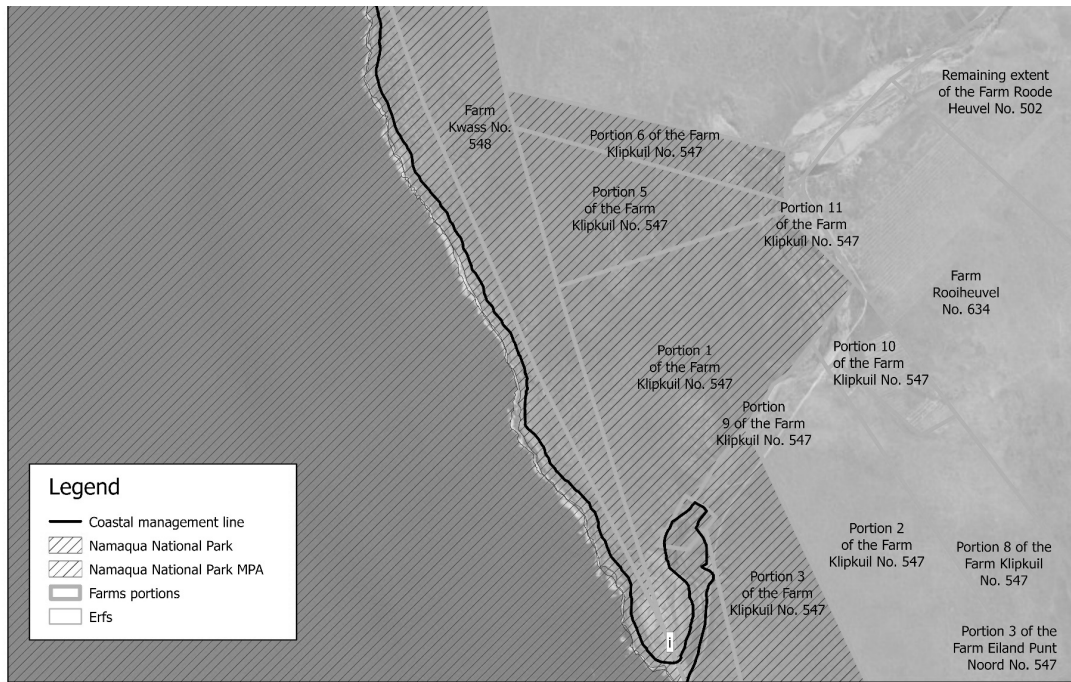 Remaining extent
of the Farm Roode
Heuvel No. 502
Farm
Kwass No.
548
Portion 6 of the Farm
Klipkuil No. 547
Portion 5
of the Farm
Klipkuil No. 547
Portion 11
of the Farm
Klipkuil No. 547
Farm
Rooiheuvel
No. 634
Portion 1
of the Farm
Klipkuil No. 547
Portion 10
of the Farm
Klipkuil No. 547
Portion
9 of the Farm
Klipkuil No. 547
Portion 2
of the Farm
Klipkuil No. 547
Portion 8 of the
Farm Klipkuil
No. 547
Portion 3
of the Farm
Klipkuil No. 547
Portion 3 of the
Farm Eiland Punt
Noord No. 547
i
Legend
Coastal management line
Namaqua National Park
Namaqua National Park MPA
Farms portions
Erfs